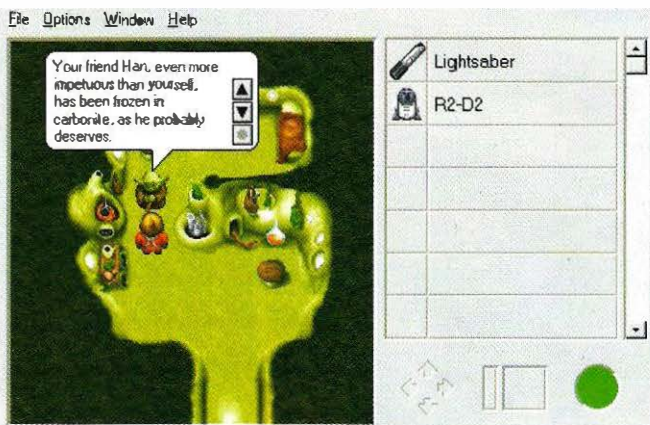 File Options Window Help
Your friend Han, even more
impetuous than yourself,
has been frozen in
carbonite, as he probably
deserves.
Lightsaber
R2-D2